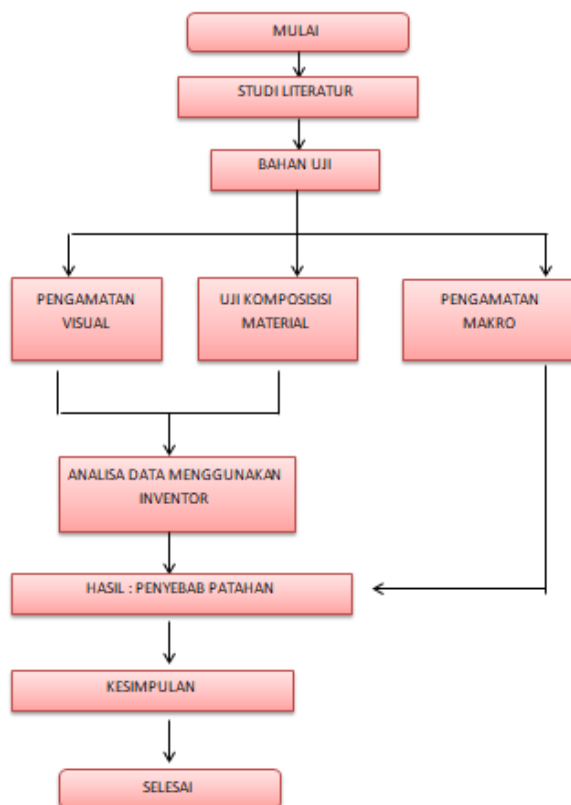 MULAI
STUDI LITERATUR
BAHAN UJI
PENGAMATAN
VISUAL
UJI KOMPOSISISI
MATERIAL
PENGAMATAN
MAKRO
ANALISA DATA MENGGUNAKAN
INVENTOR
HASIL : PENYEBAB PATAHAN
KESIMPULAN
SELESAI